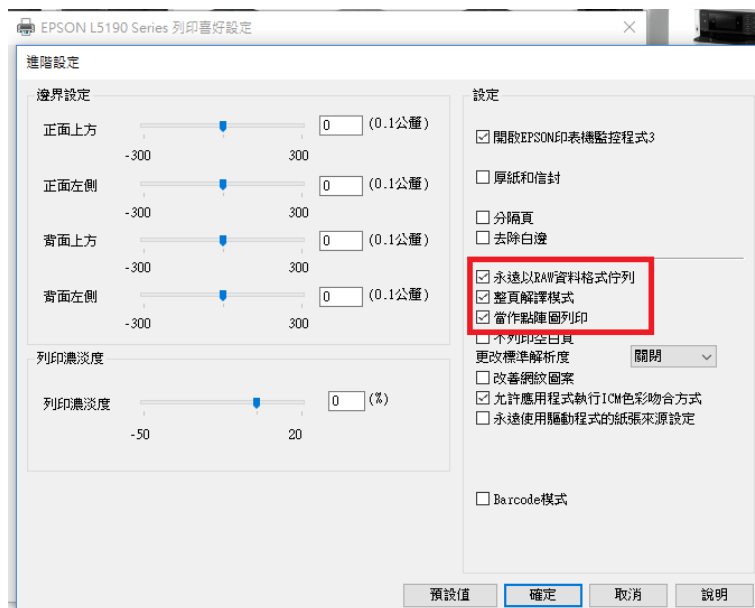 EPSON L5190 Series 列印喜好設定
進階設定
邊界設定
正面上方
0
(0.1公釐)
-300
300
正面左側
0
(0.1公釐)
-300
300
背面上方
0
(0.1公釐)
-300
300
背面左側
0
(0.1公釐)
-300
300
列印濃淡度
列印濃淡度
0
(%)
-50
20
設定
開啟EPSON印表機監控程式3
厚紙和信封
分隔頁
去除白邊
永遠以RAW資料格式佇列
整頁解譯模式
當作點陣圖列印
不列印空白頁
更改標準解析度
關閉
改善網紋圖案
允許應用程式執行ICM色彩吻合方式
永遠使用驅動程式的紙張來源設定
Barcode模式
預設值
確定
取消
說明